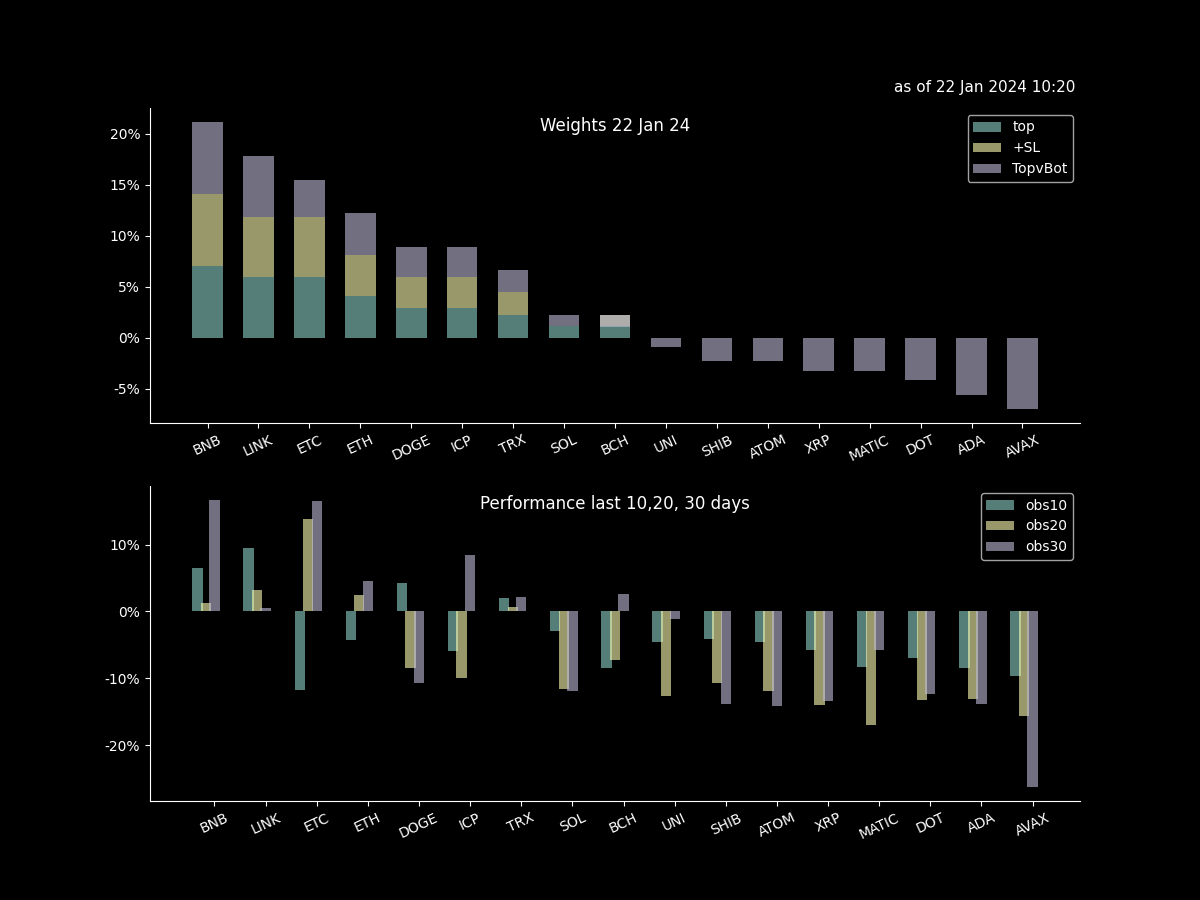 as of 22 Jan 2024 10:20
Weights 22 Jan 24
top
+SL
TopvBot
20%
15%
10%
5%
0%
-5%
BNB LINK ETC ETH DOGE ICP TRX SOL BCH UNI SHIB ATOM XRP MATIC DOT ADA AVAX
Performance last 10,20, 30 days
obs10
obs20
obs30
10%
0%
-10%
-20%
BNB LINK ETC ETH DOGE ICP TRX SOL BCH UNI SHIB ATOM XRP MATIC DOT ADA AVAX